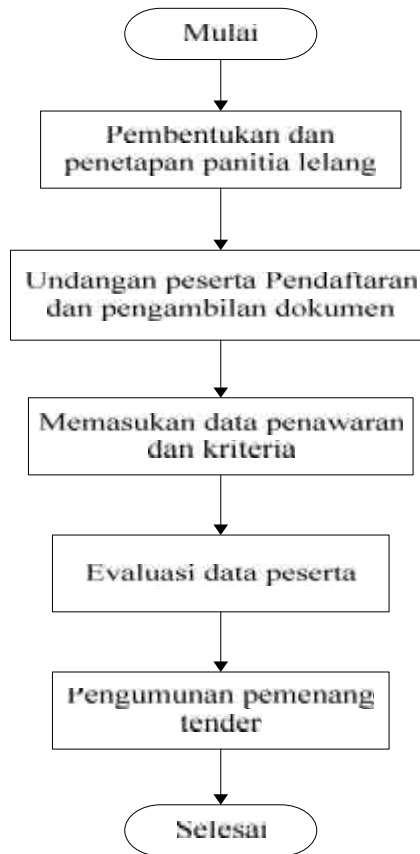 Mulai
Pembentukan dan
penetapan panitia lelang
Undangan peserta Pendaftaran
dan pengambilan dokumen
Memasukan data penawaran
dan kriteria
Evaluasi data peserta
Pengumunan pemenang
tender
Selesai